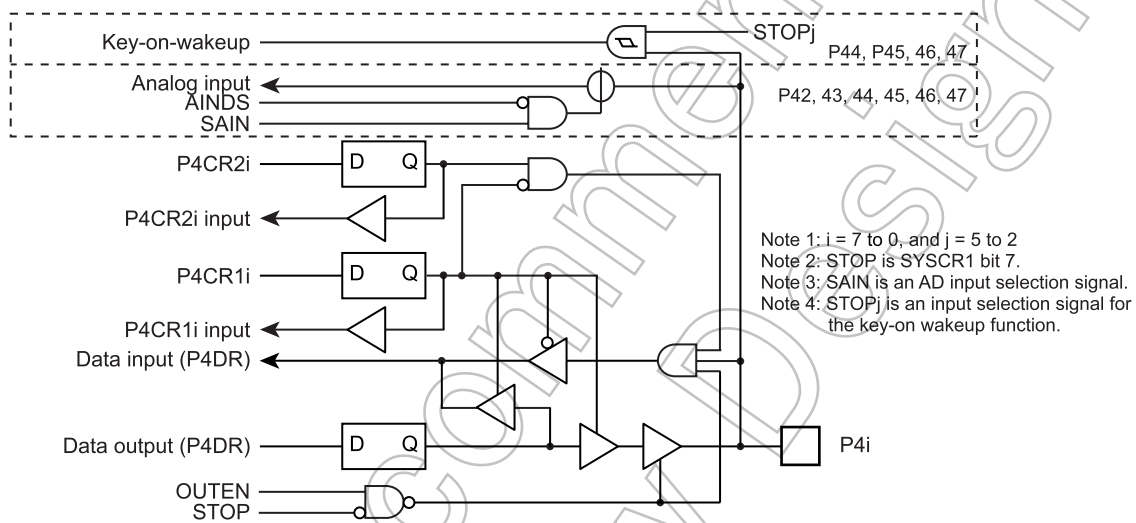 Key-on-wakeup
STOPj
P44, P45, 46, 47
Analog input
AINDS
SAIN
P42, 43, 44, 45, 46, 47
P4CR2i
D Q
P4CR2i input
P4CR1i
D Q
P4CR1i input
Data input (P4DR)
Data output (P4DR)
D Q
P4i
OUTEN
STOP
Note 1: i = 7 to 0, and j = 5 to 2
Note 2: STOP is SYSCR1 bit 7.
Note 3: SAIN is an AD input selection signal.
Note 4: STOPj is an input selection signal for
the key-on wakeup function.